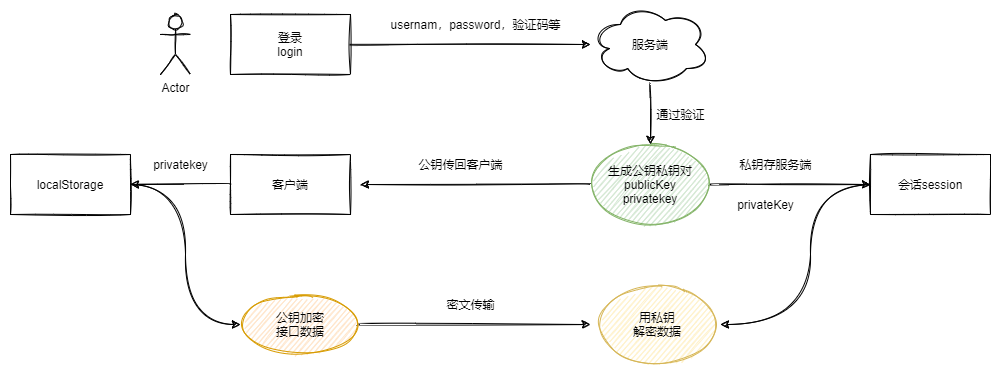 登录
login
usernam，password，验证码等
服务端
Actor
通过验证
localStorage
privatekey
客户端
公钥传回客户端
生成公钥私钥对
publicKey
privatekey
私钥存服务端
privateKey
会话session
公钥加密
接口数据
密文传输
用私钥
解密数据